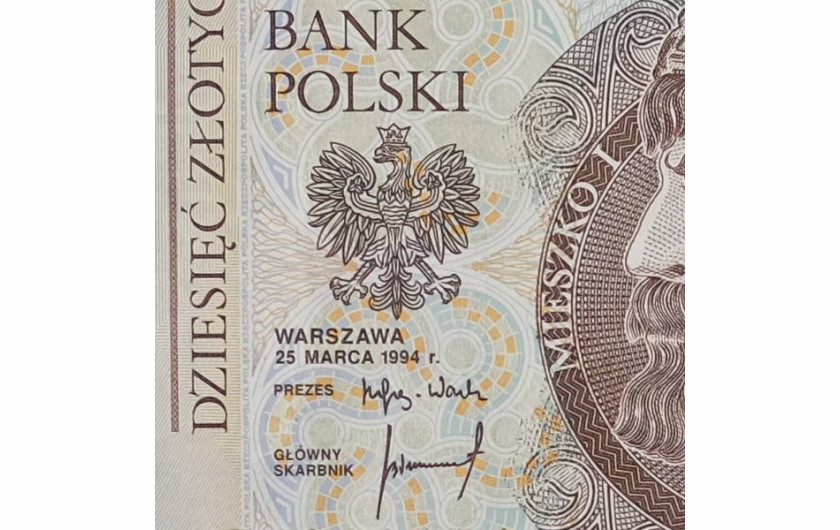 BANK
POLSKI
DZIESIĘĆ ZŁOTYC
MIESZKO I
WARSZAWA
25 MARCA 1994 r.
PREZES
GŁÓWNY
SKARBNIK